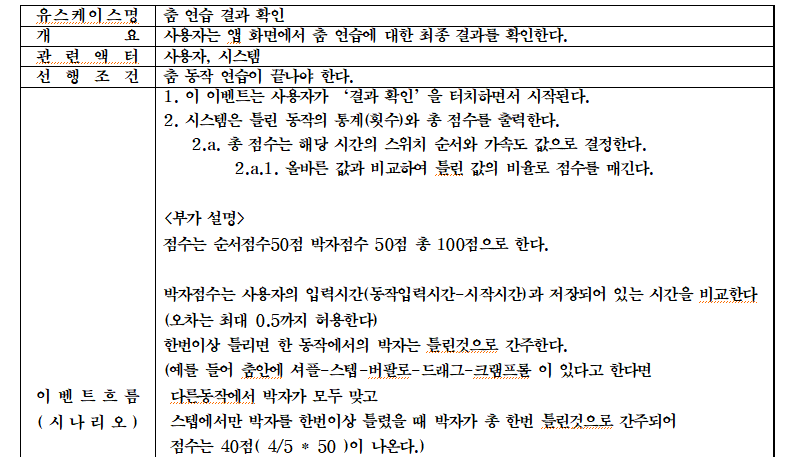 유스케이스명 춤 연습 결과 확인
개 요 사용자는 앱 화면에서 춤 연습에 대한 최종 결과를 확인한다.
관 련 액 터 사용자, 시스템
선 행 조 건 춤 동작 연습이 끝나야 한다.
1. 이 이벤트는 사용자가 ‘결과 확인’을 터치하면서 시작된다.
2. 시스템은 틀린 동작의 통계(횟수)와 총 점수를 출력한다.
2.a. 총 점수는 해당 시간의 스위치 순서와 가속도 값으로 결정한다.
2.a.1. 올바른 값과 비교하여 틀린 값의 비율로 점수를 매긴다.
<부가 설명>
점수는 순서점수50점 박자점수 50점 총 100점으로 한다.
박자점수는 사용자의 입력시간(동작입력시간-시작시간)과 저장되어 있는 시간을 비교한다
(오차는 최대 0.5까지 허용한다)
한번이상 틀리면 한 동작에서의 박자는 틀린것으로 간주한다.
(예를 들어 춤안에 셔플-스텝-버팔로-드래그-크램프롤 이 있다고 한다면
이 벤 트 흐 름 다른동작에서 박자가 모두 맞고
( 시 나 리 오 ) 스텝에서만 박자를 한번이상 틀렸을 때 박자가 총 한번 틀린것으로 간주되어
점수는 40점( 4/5 * 50 )이 나온다.)